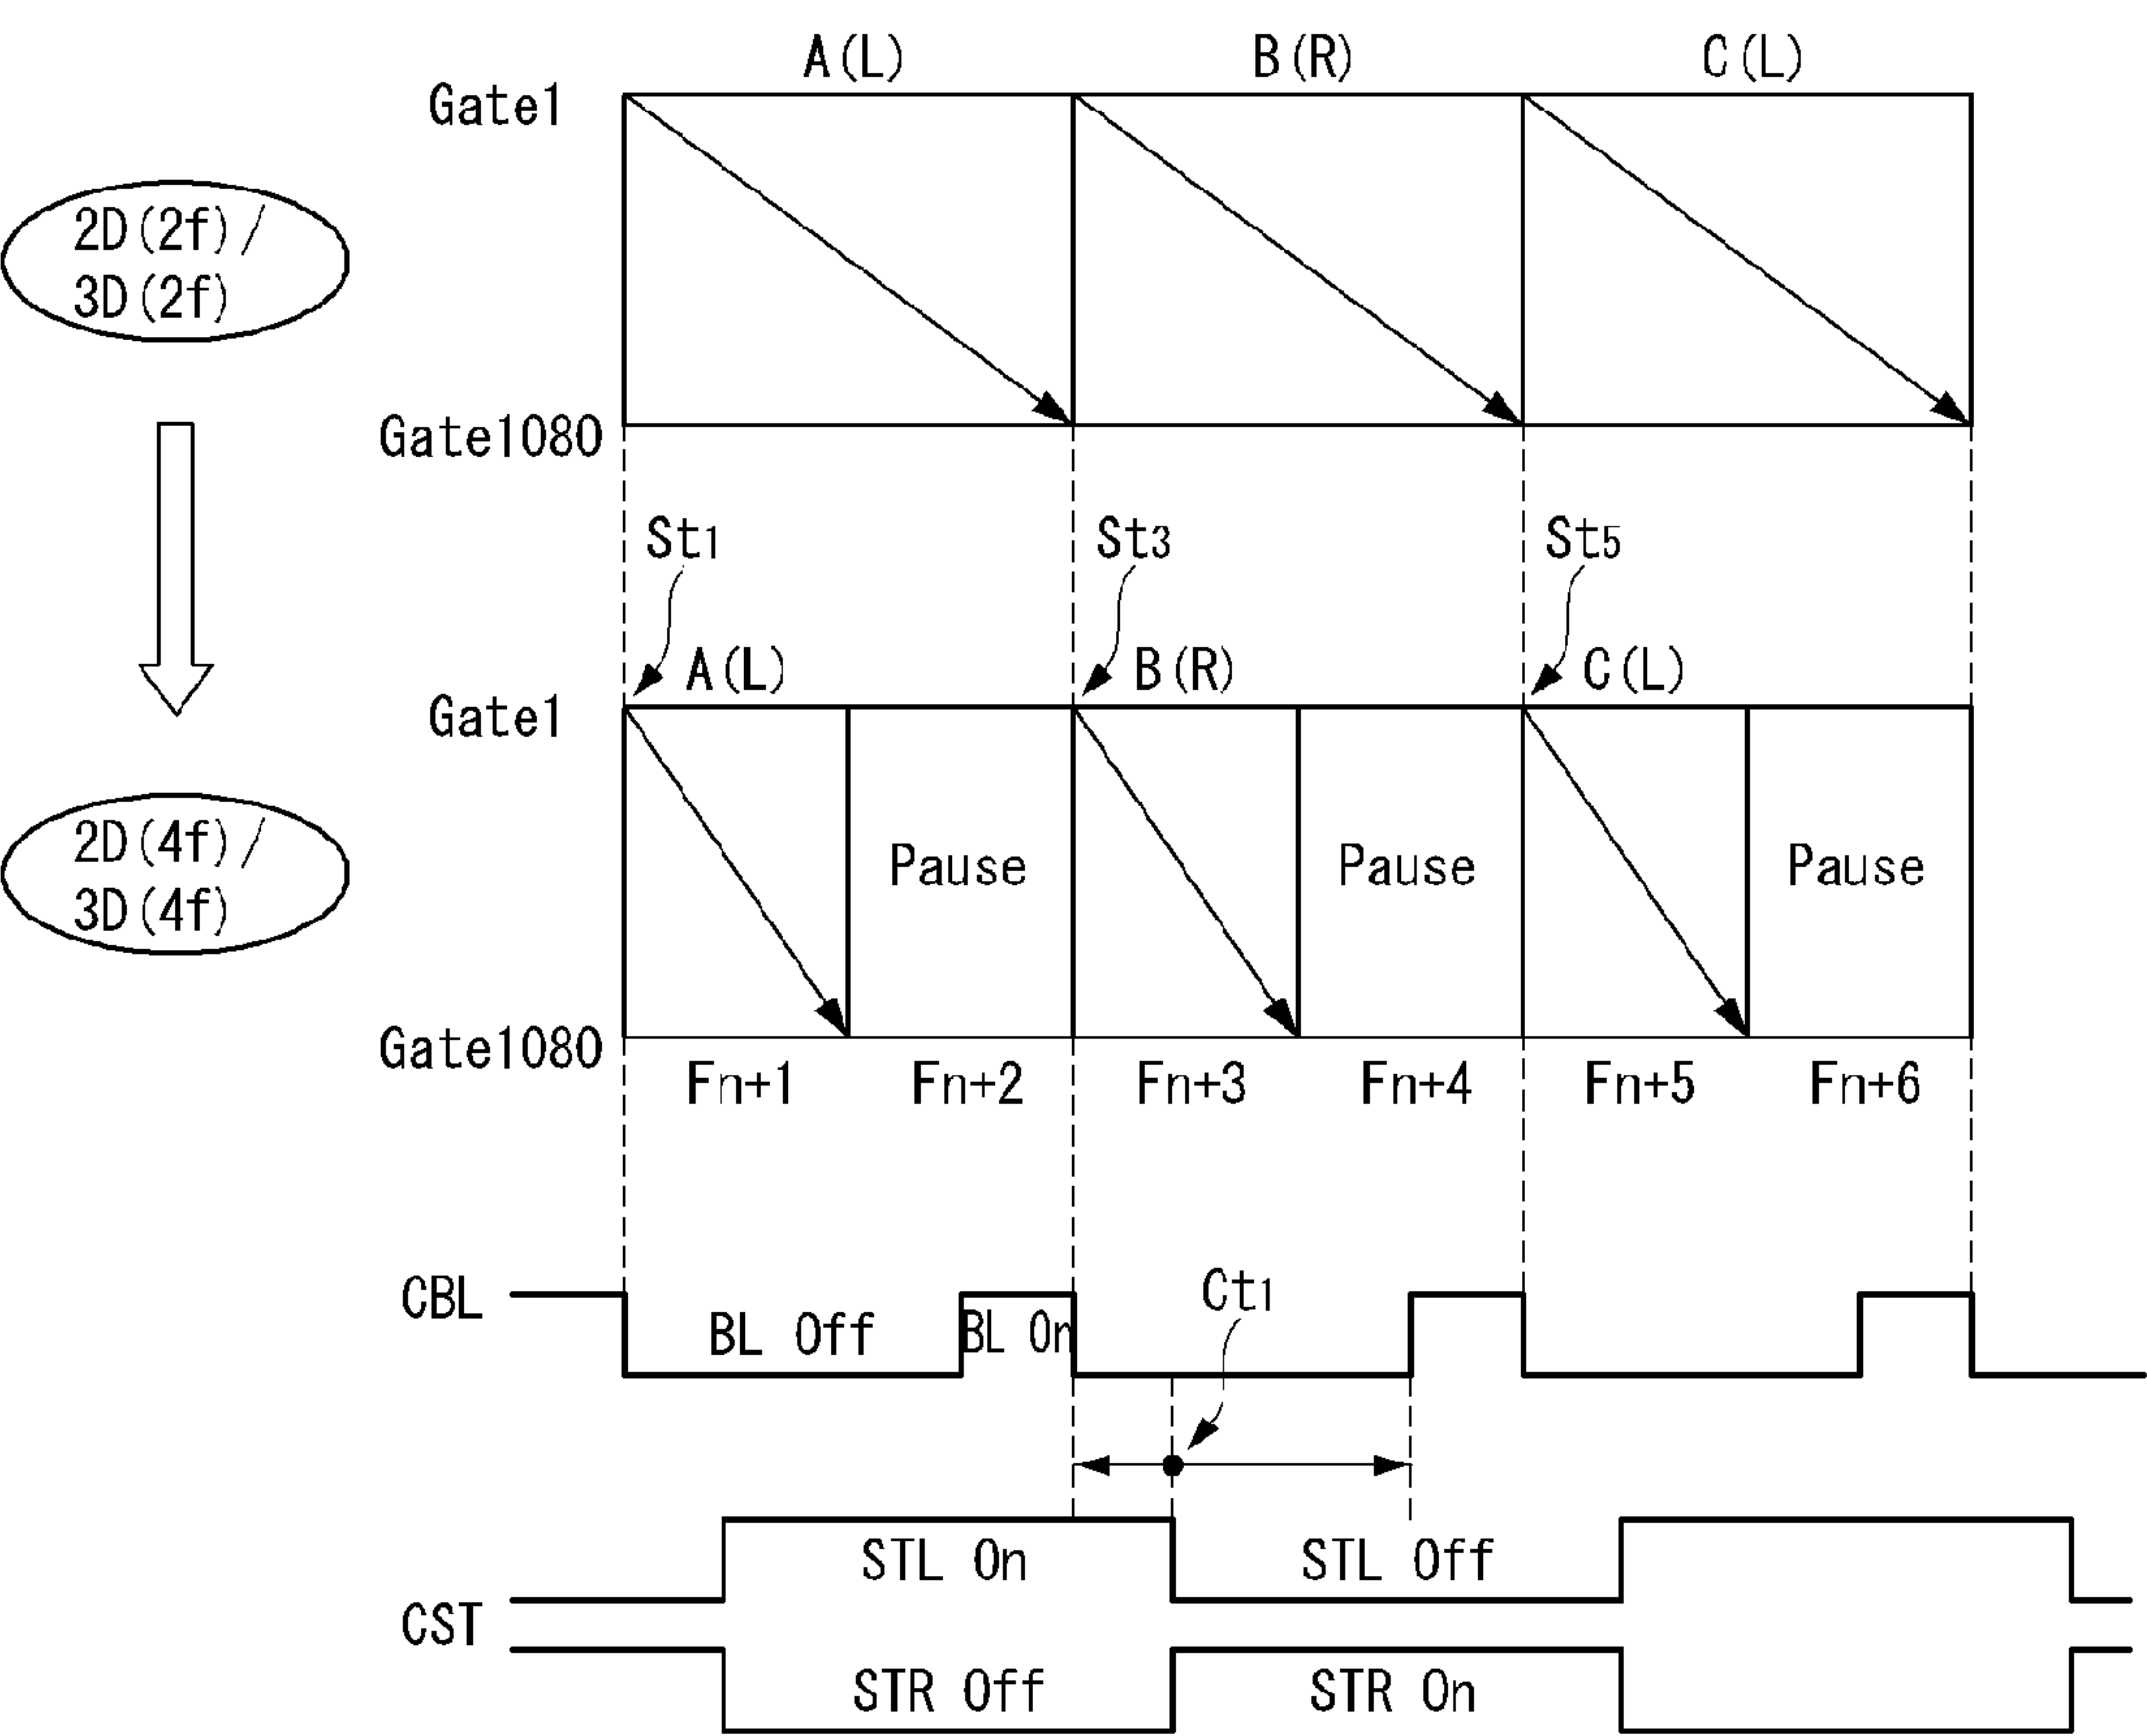 A(L) B(R) C(L)
Gate1
2D(2f)/
3D(2f)
Gate1080
St1 St3 St5
A(L) B(R) C(L)
Gate1
2D(4f)/
3D(4f)
Pause Pause Pause
Gate1080
Fn+1 Fn+2 Fn+3 Fn+4 Fn+5 Fn+6
CBL
BL Off BL On
Ct1
STL On STL Off
CST
STR Off STR On